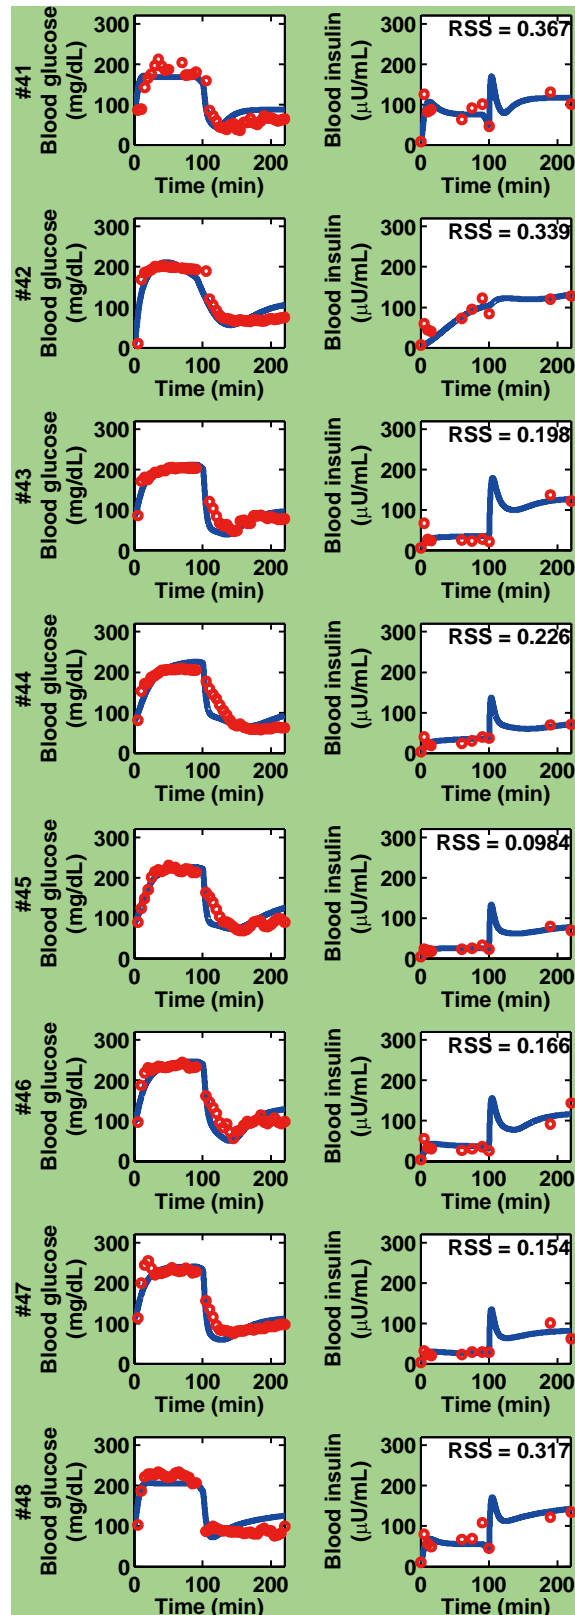 #41
Blood glucose
(mg/dL)
300
200
100
0
0 100 200
Time (min)
Blood insulin
(μU/mL)
300
200
100
0
0 100 200
Time (min)
RSS = 0.367
#42
Blood glucose
(mg/dL)
300
200
100
0
0 100 200
Time (min)
Blood insulin
(μU/mL)
300
200
100
0
0 100 200
Time (min)
RSS = 0.339
#43
Blood glucose
(mg/dL)
300
200
100
0
0 100 200
Time (min)
Blood insulin
(μU/mL)
300
200
100
0
0 100 200
Time (min)
RSS = 0.198
#44
Blood glucose
(mg/dL)
300
200
100
0
0 100 200
Time (min)
Blood insulin
(μU/mL)
300
200
100
0
0 100 200
Time (min)
RSS = 0.226
#45
Blood glucose
(mg/dL)
300
200
100
0
0 100 200
Time (min)
Blood insulin
(μU/mL)
300
200
100
0
0 100 200
Time (min)
RSS = 0.0984
#46
Blood glucose
(mg/dL)
300
200
100
0
0 100 200
Time (min)
Blood insulin
(μU/mL)
300
200
100
0
0 100 200
Time (min)
RSS = 0.166
#47
Blood glucose
(mg/dL)
300
200
100
0
0 100 200
Time (min)
Blood insulin
(μU/mL)
300
200
100
0
0 100 200
Time (min)
RSS = 0.154
#48
Blood glucose
(mg/dL)
300
200
100
0
0 100 200
Time (min)
Blood insulin
(μU/mL)
300
200
100
0
0 100 200
Time (min)
RSS = 0.317